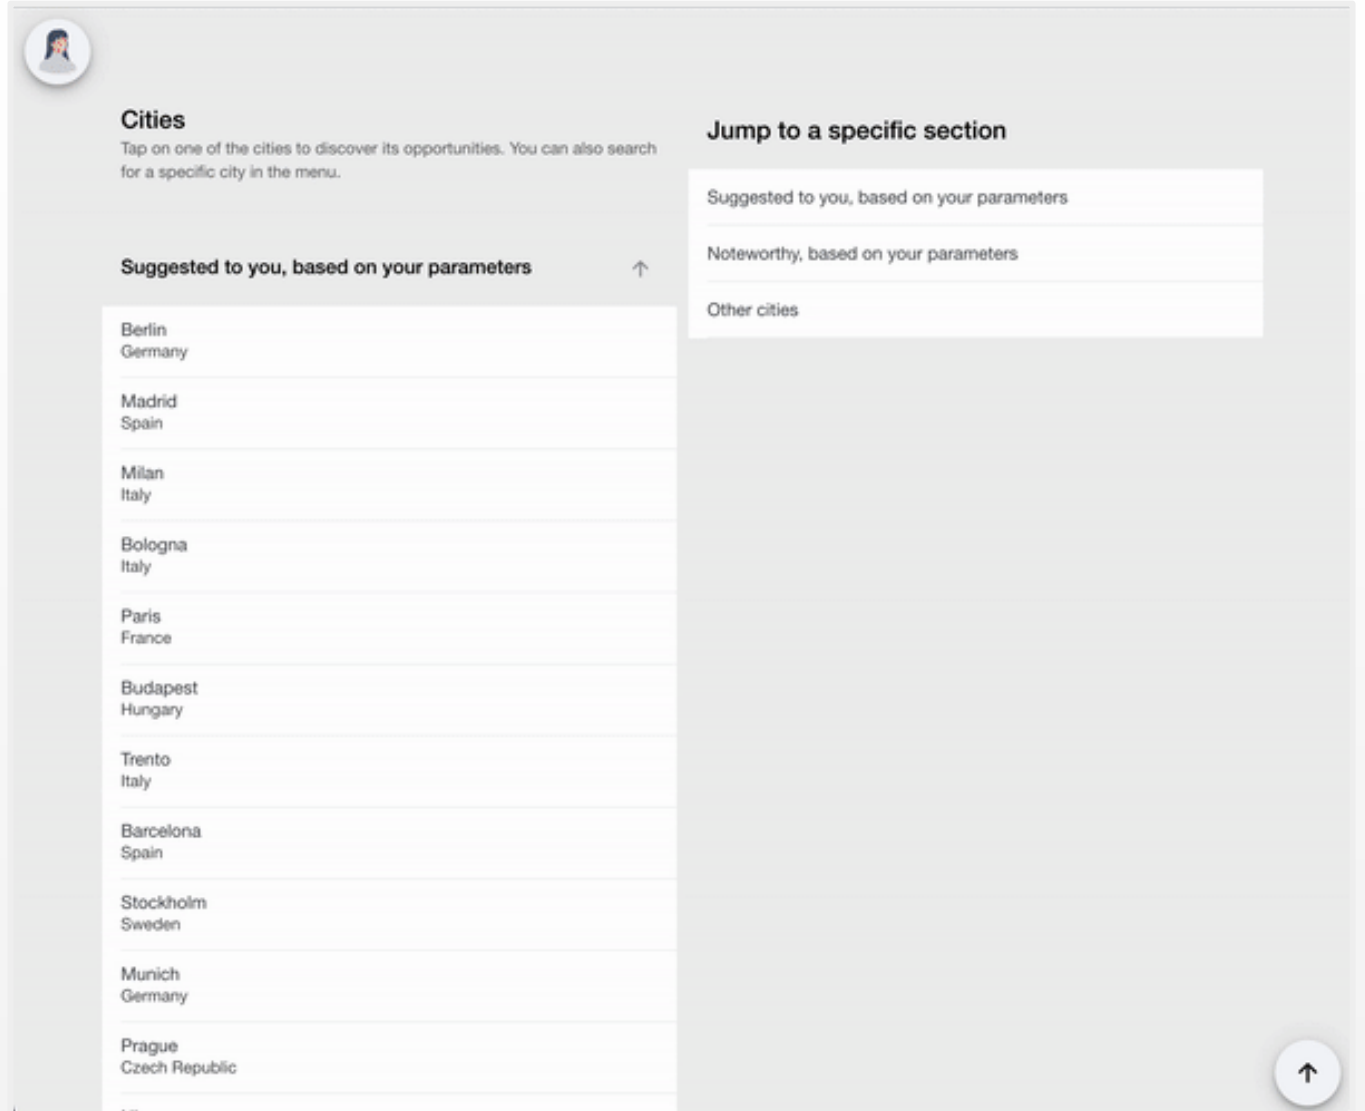 Cities
Tap on one of the cities to discover its opportunities. You can also search
for a specific city in the menu.
Suggested to you, based on your parameters
Berlin
Germany
Madrid
Spain
Milan
Italy
Bologna
Italy
Paris
France
Budapest
Hungary
Trento
Italy
Barcelona
Spain
Stockholm
Sweden
Munich
Germany
Prague
Czech Republic
Jump to a specific section
Suggested to you, based on your parameters
Noteworthy, based on your parameters
Other cities